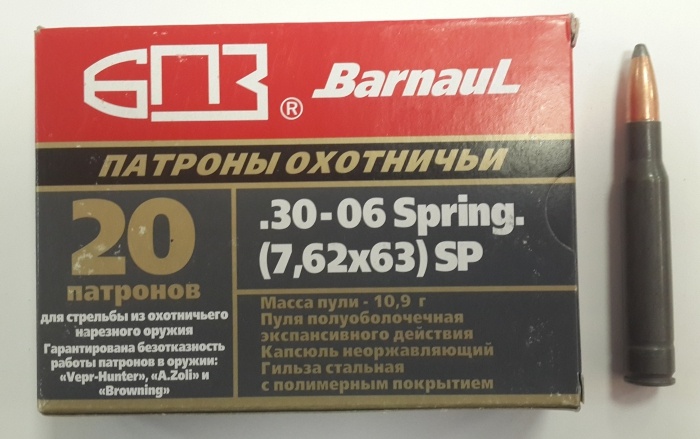 БПЗ ® Barnaul
ПАТРОНЫ ОХОТНИЧЬИ
20
патронов
для стрельбы из охотничьего
нарезного оружия
Гарантирована безотказность
работы патронов в оружии:
«Vepr-Hunter», «A.Zoli» и
«Browning»
.30-06 Spring.
(7,62x63) SP
Масса пули - 10,9 г
Пуля полуоболочечная
экспансивного действия
Капсюль неоржавляющий
Гильза стальная
с полимерным покрытием